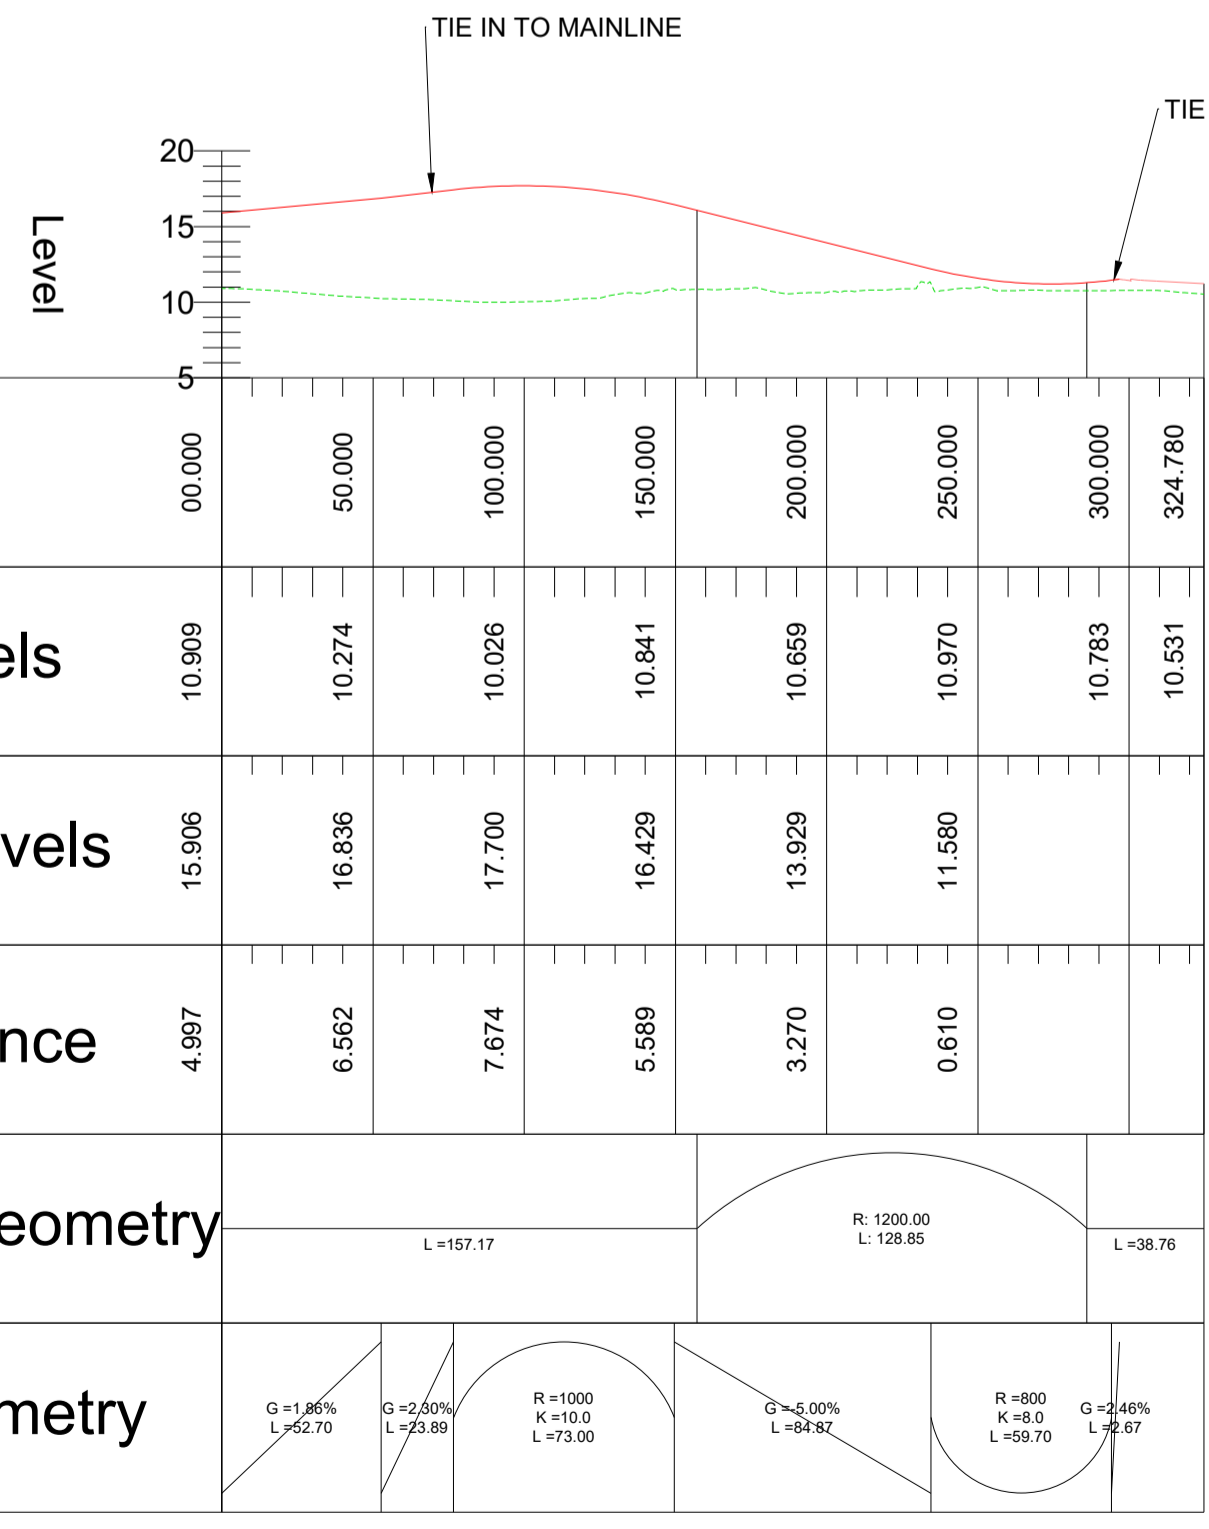 TIE IN TO MAINLINE
TIE
Level
20
15
10
5
00.000 50.000 100.000 150.000 200.000 250.000 300.000 324.780
els 10.909 10.274 10.026 10.841 10.659 10.970 10.783 10.531
vels 15.906 16.836 17.700 16.429 13.929 11.580
nce 4.997 6.562 7.674 5.589 3.270 0.610
eometry
L =157.17
R: 1200.00
L: 128.85
L =38.76
metry
G =1.86%
L =52.70
G =2.30%
L =23.89
R =1000
K =10.0
L =73.00
G =-5.00%
L =84.87
R =800
K =8.0
L =59.70
G =2.46%
L =2.67